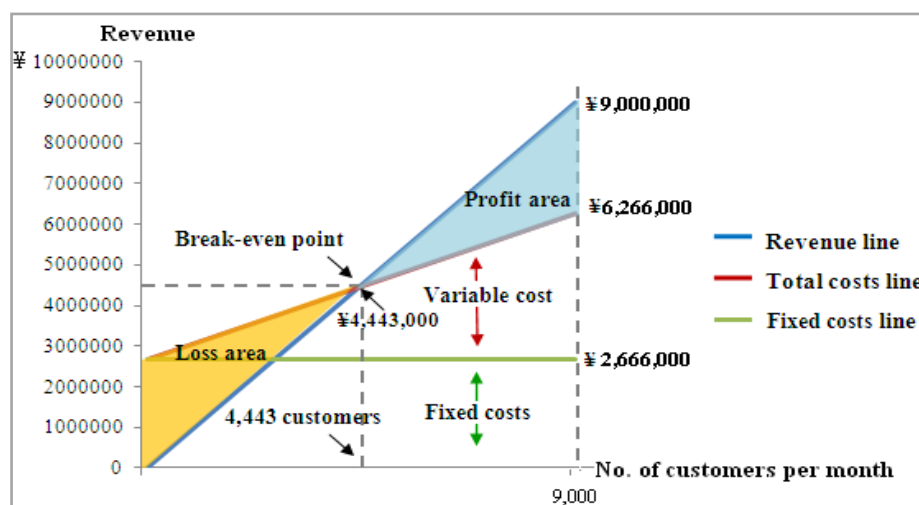 Revenue
¥ 10000000
9000000
8000000
7000000
6000000
5000000
4000000
3000000
2000000
1000000
0
¥9,000,000
Profit area
¥6,266,000
Break-even point
Variable cost
¥4,443,000
Loss area
¥2,666,000
4,443 customers
Fixed costs
No. of customers per month
9,000
Revenue line
Total costs line
Fixed costs line